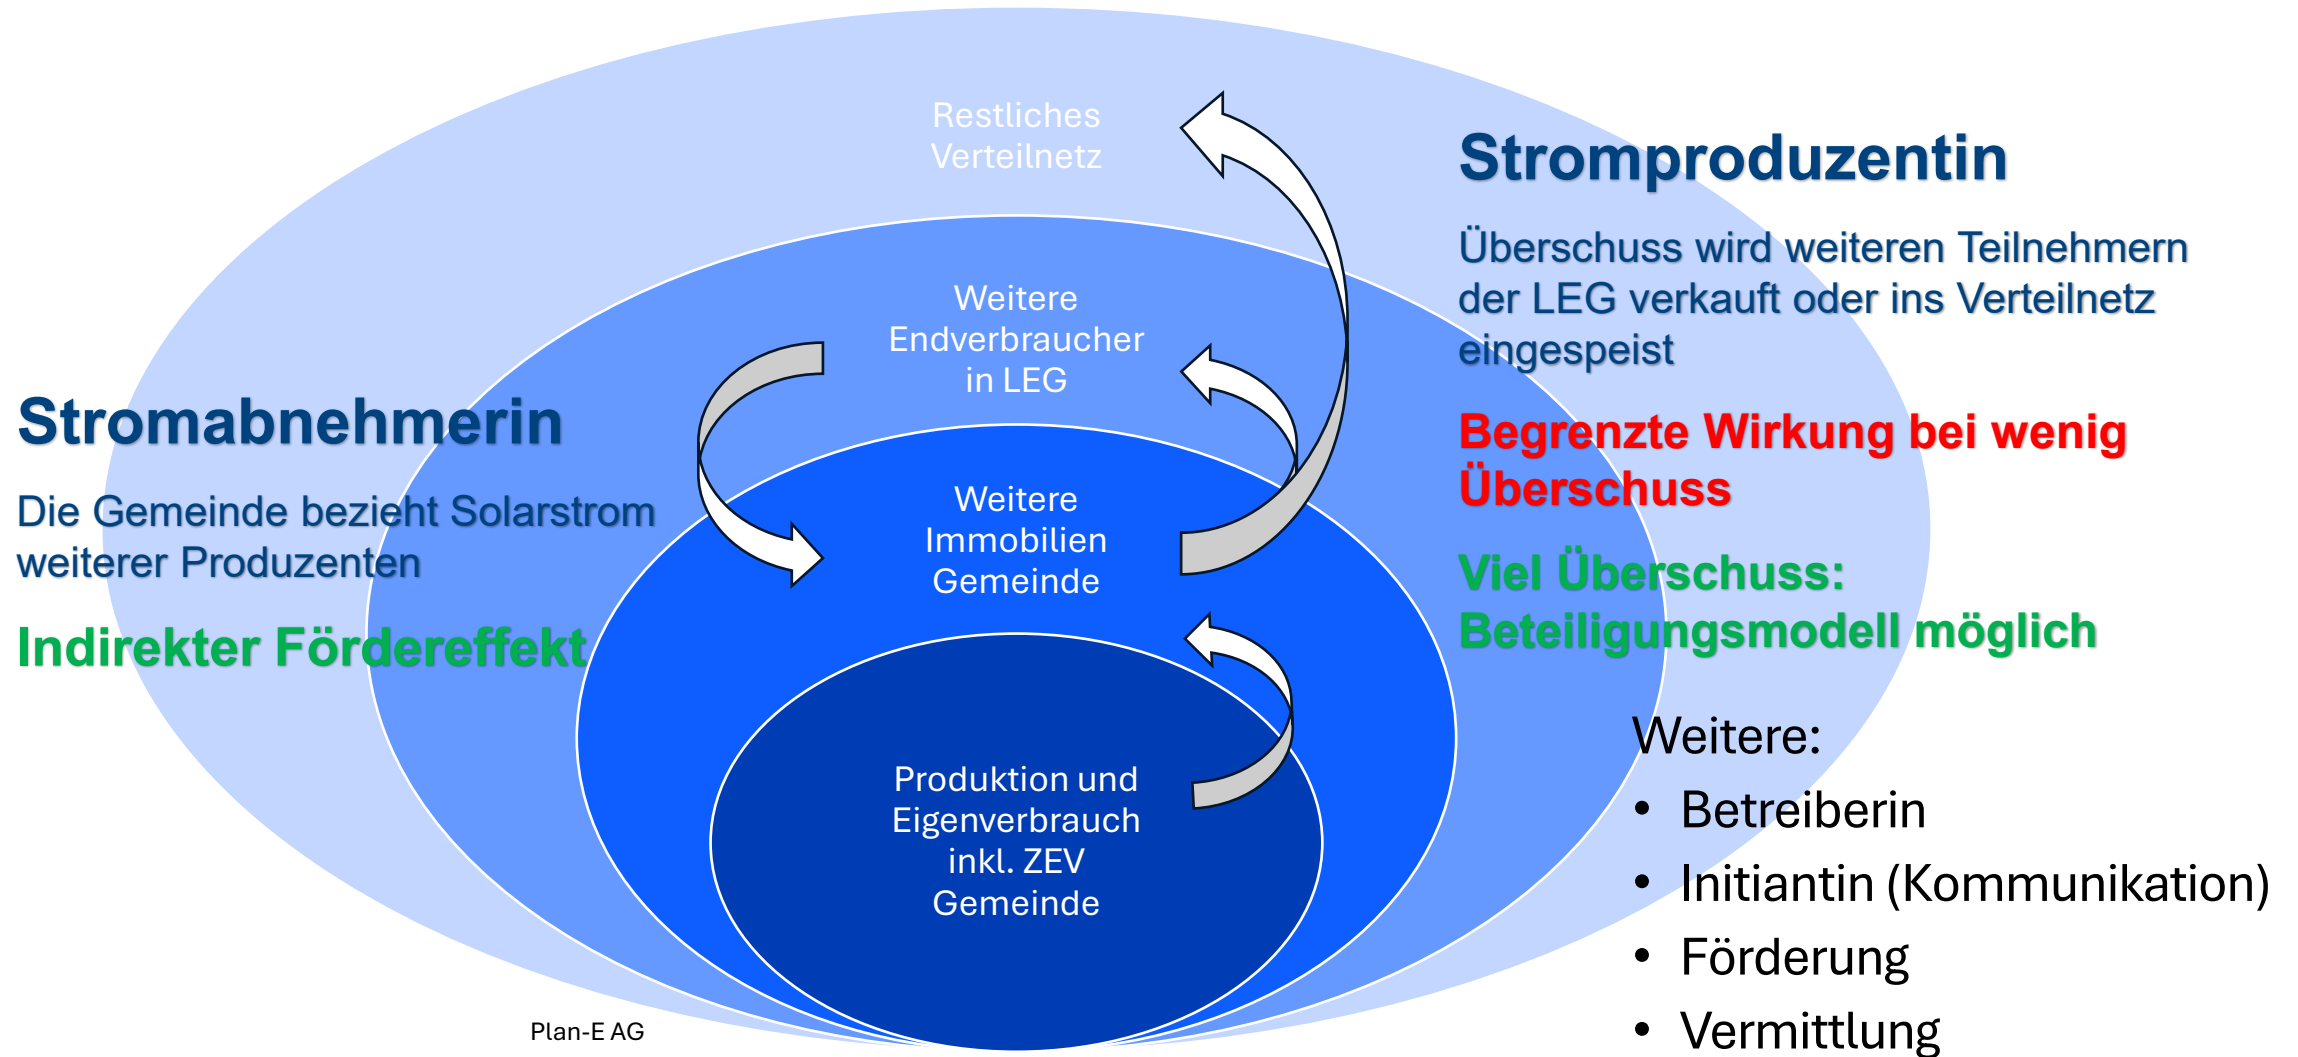 Restliches
Verteilnetz
Weitere
Endverbraucher
in LEG
Weitere
Immobilien
Gemeinde
Produktion und
Eigenverbrauch
inkl. ZEV
Gemeinde
Stromabnehmerin
Die Gemeinde bezieht Solarstrom
weiterer Produzenten
Indirekter Fördereffekt
Stromproduzentin
Überschuss wird weiteren Teilnehmern
der LEG verkauft oder ins Verteilnetz
eingespeist
Begrenzte Wirkung bei wenig
Überschuss
Viel Überschuss:
Beteiligungsmodell möglich
Weitere:
• Betreiberin
• Initiantin (Kommunikation)
• Förderung
• Vermittlung
Plan-E AG